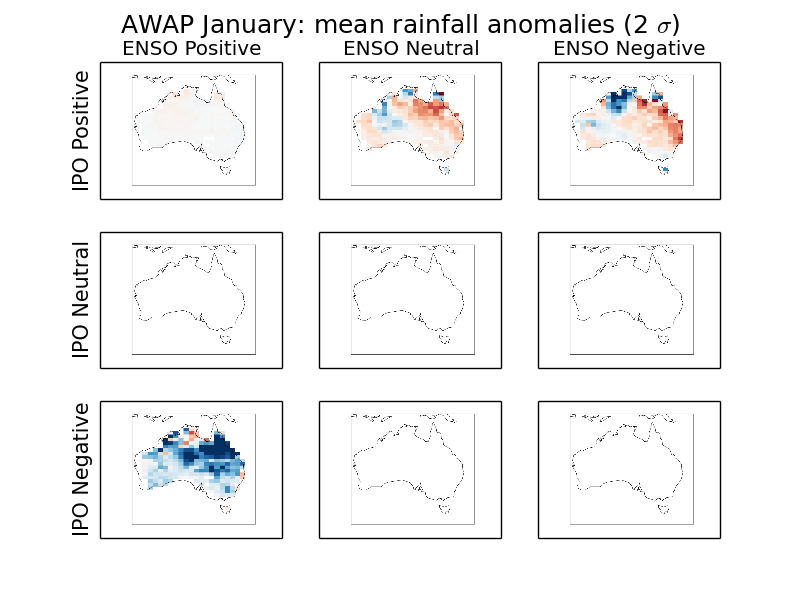 AWAP January: mean rainfall anomalies (2 σ)
ENSO Positive
ENSO Neutral
ENSO Negative
IPO Positive
IPO Neutral
IPO Negative